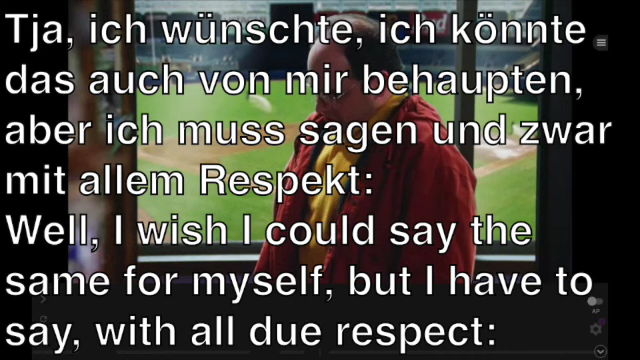 Tja, ich wünschte, ich könnte
das auch von mir behaupten,
aber ich muss sagen und zwar
mit allem Respekt:
Well, I wish I could say the
same for myself, but I have to
say, with all due respect:
AP